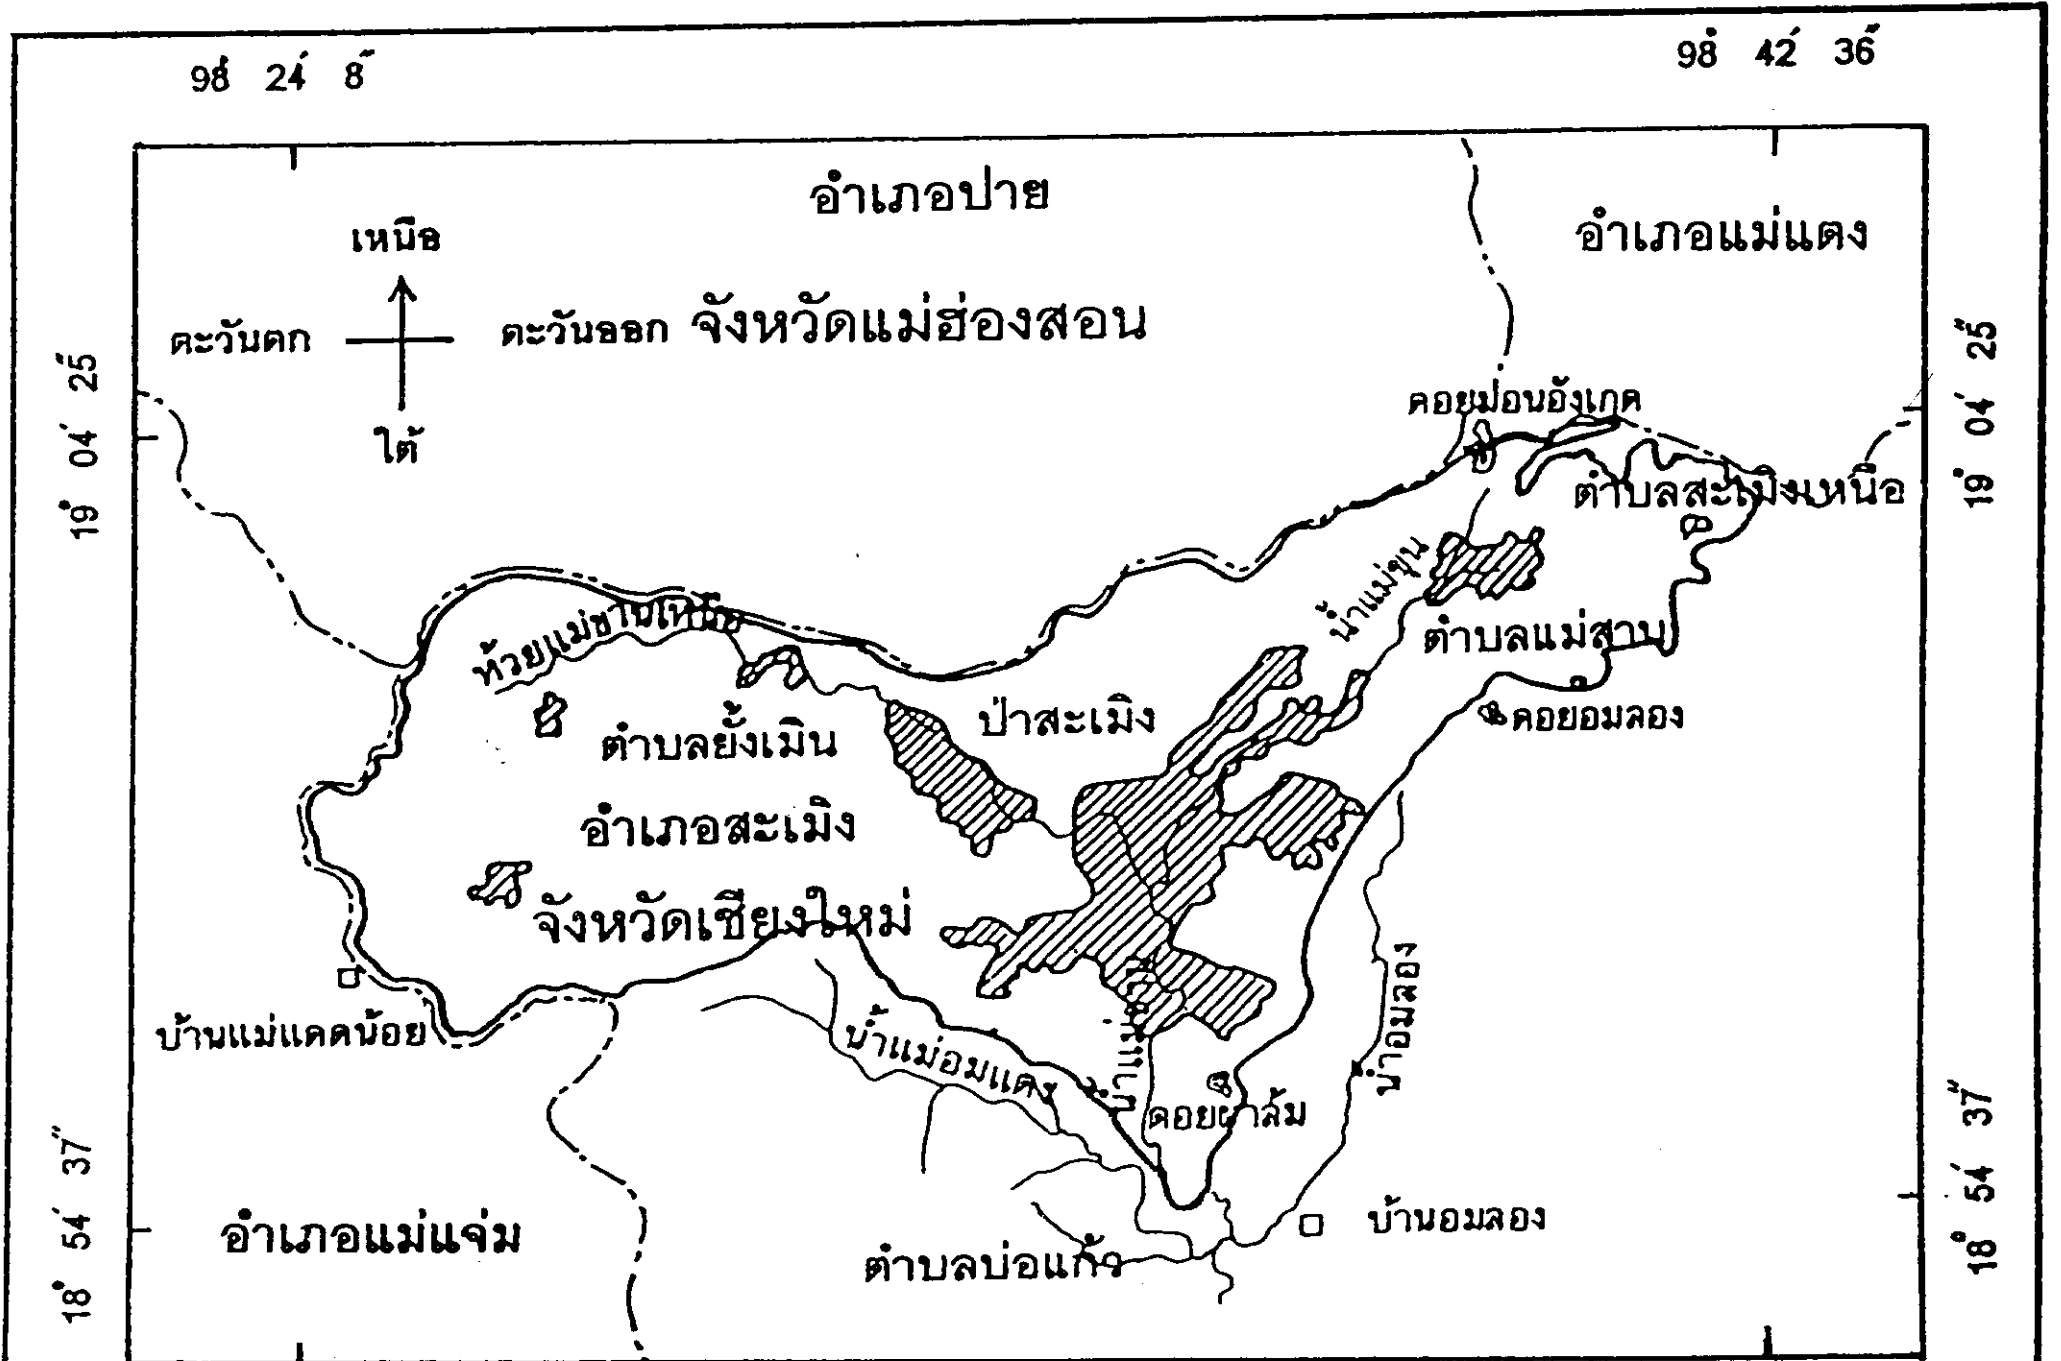 98° 24′ 8″
98° 42′ 36″
อำเภอปาย
อำเภอแม่แตง
เหนือ
ตะวันตก
ตะวันออก
จังหวัดแม่ฮ่องสอน
ใต้
19° 04′ 25″
19° 04′ 25″
ดอยม่อนอังเกต
ตำบลสะเมิงเหนือ
น้ำแม่ขุน
ตำบลแม่สาบ
ห้วยแม่ขานเหนือ
ป่าสะเมิง
ดอยอมลอง
ตำบลยั้งเมิน
อำเภอสะเมิง
จังหวัดเชียงใหม่
บ้านแม่แดดน้อย
น้ำแม่อมแตง
น้ำแม่
น้ำอมลอง
ดอยผาล้ม
18° 54′ 37″
18° 54′ 37″
อำเภอแม่แจ่ม
บ้านอมลอง
ตำบลบ่อแก้ว